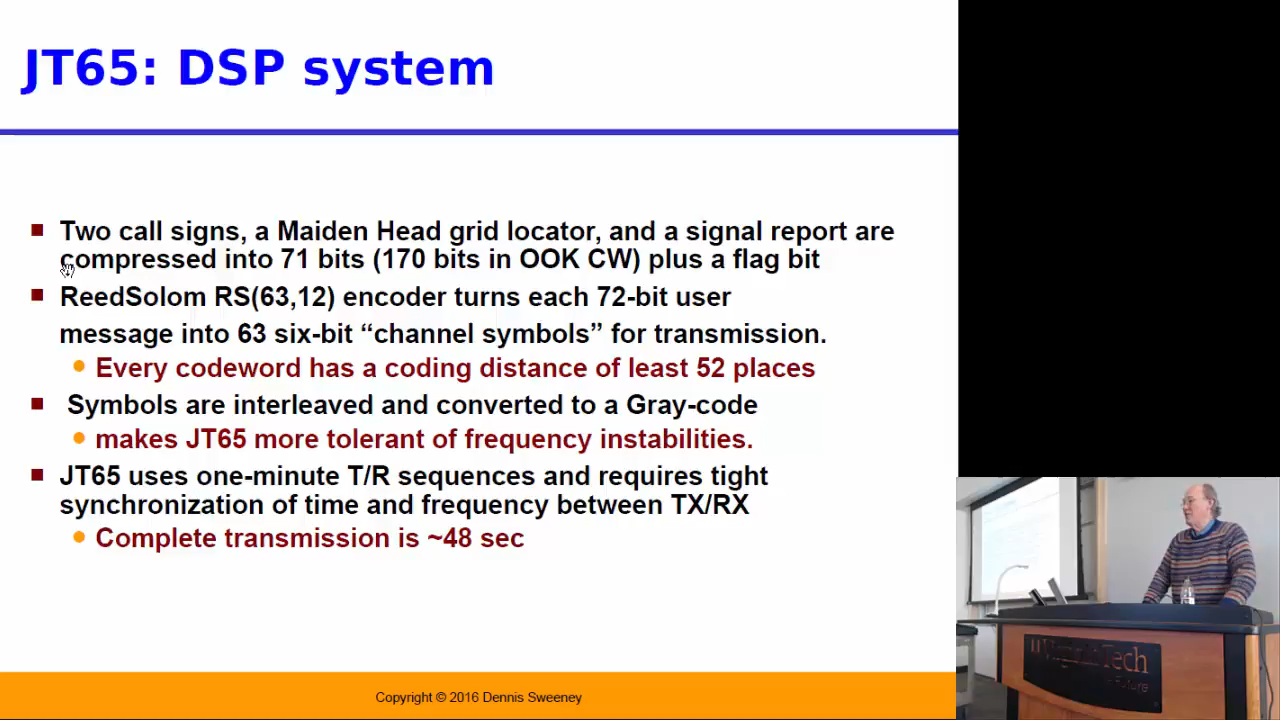 JT65: DSP system
Two call signs, a Maiden Head grid locator, and a signal report are
compressed into 71 bits (170 bits in OOK CW) plus a flag bit
ReedSolom RS(63,12) encoder turns each 72-bit user
message into 63 six-bit “channel symbols” for transmission.
Every codeword has a coding distance of least 52 places
Symbols are interleaved and converted to a Gray-code
makes JT65 more tolerant of frequency instabilities.
JT65 uses one-minute T/R sequences and requires tight
synchronization of time and frequency between TX/RX
Complete transmission is ~48 sec
Copyright © 2016 Dennis Sweeney
Virginia Tech